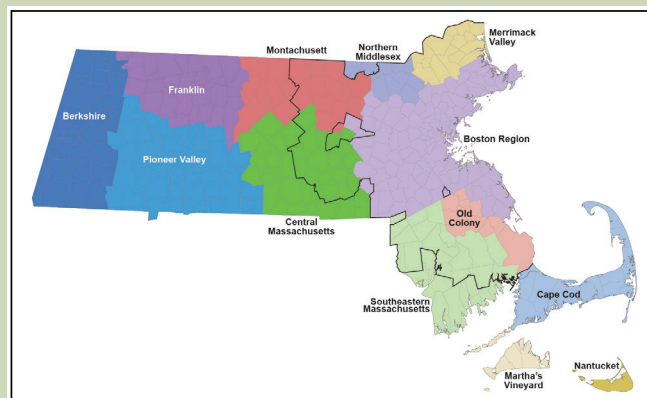 Merrimack
Valley
Northern
Middlesex
Montachusett
Franklin
Berkshire
Boston Region
Pioneer Valley
Old
Colony
Central
Massachusetts
Cape Cod
Southeastern
Massachusetts
Nantucket
Martha's
Vineyard